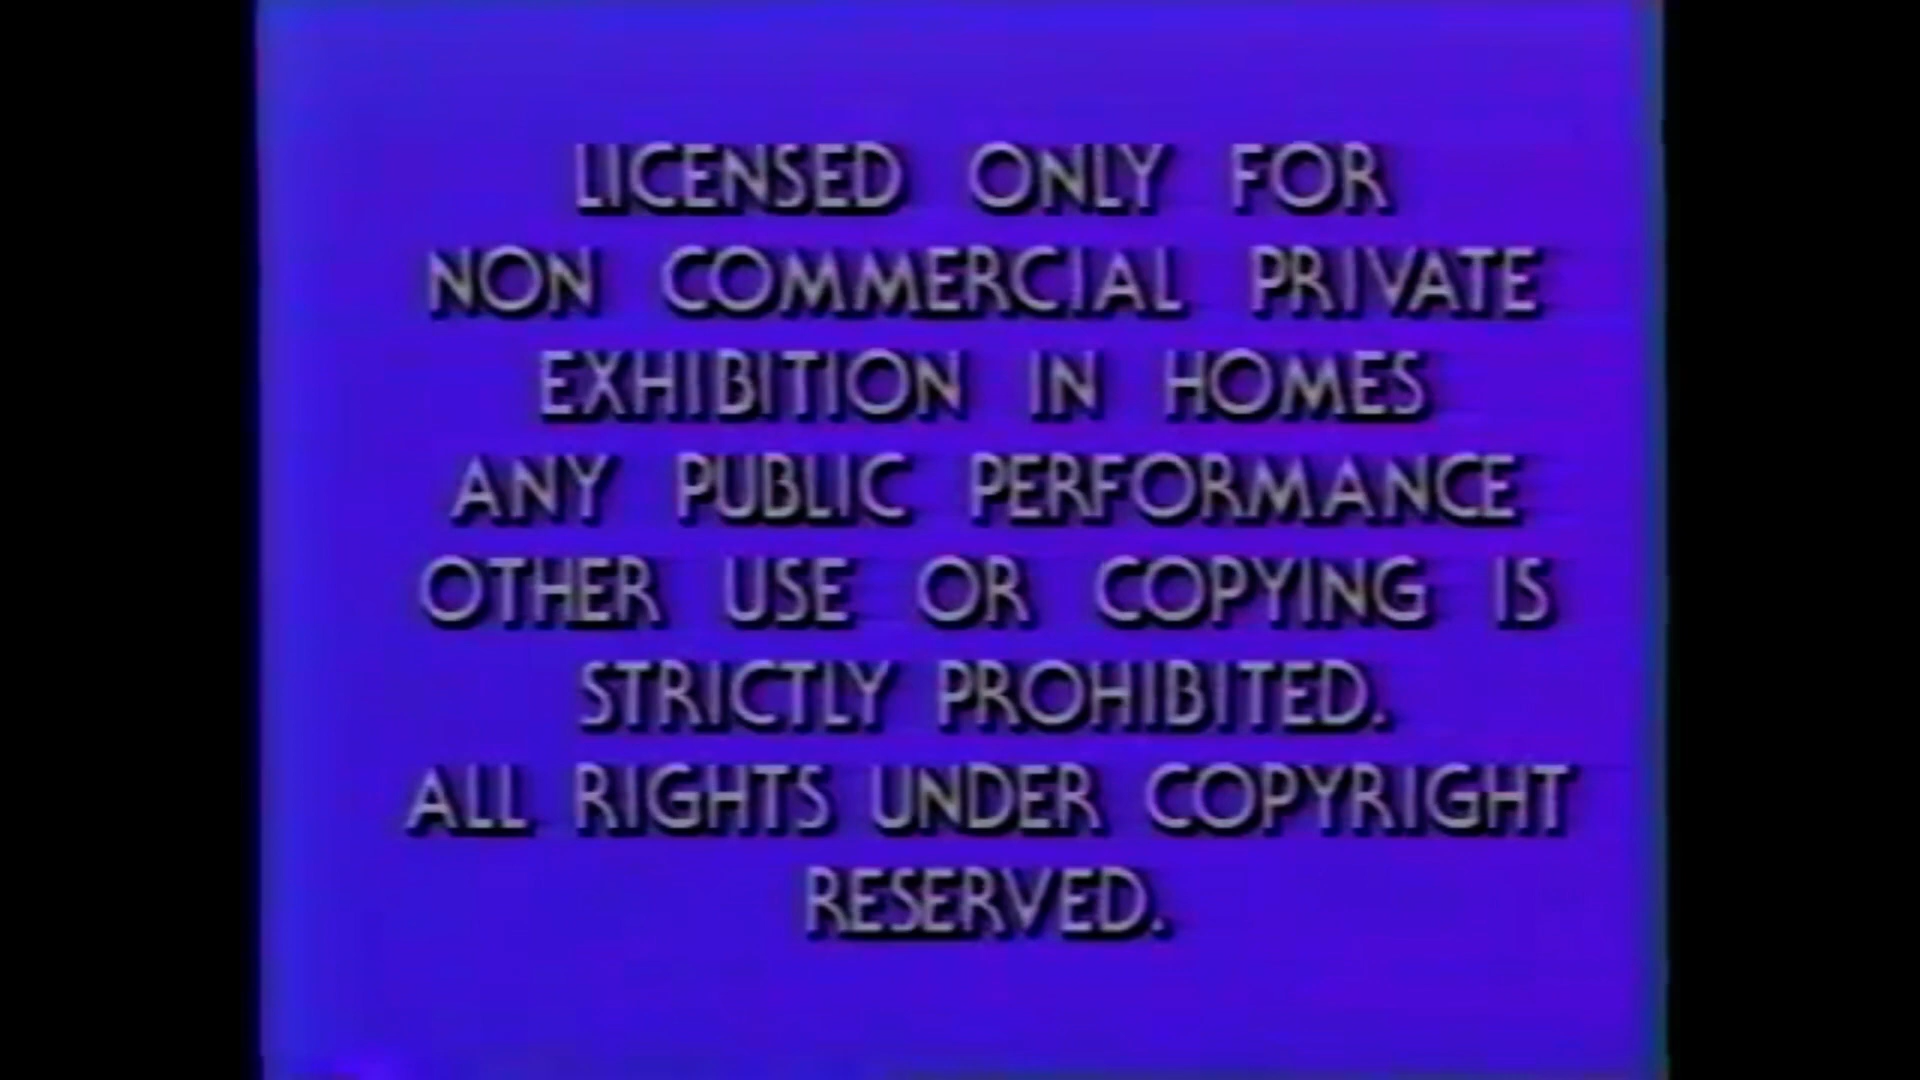 LICENSED ONLY FOR
NON COMMERCIAL PRIVATE
EXHIBITION IN HOMES
ANY PUBLIC PERFORMANCE
OTHER USE OR COPYING IS
STRICTLY PROHIBITED.
ALL RIGHTS UNDER COPYRIGHT
RESERVED.